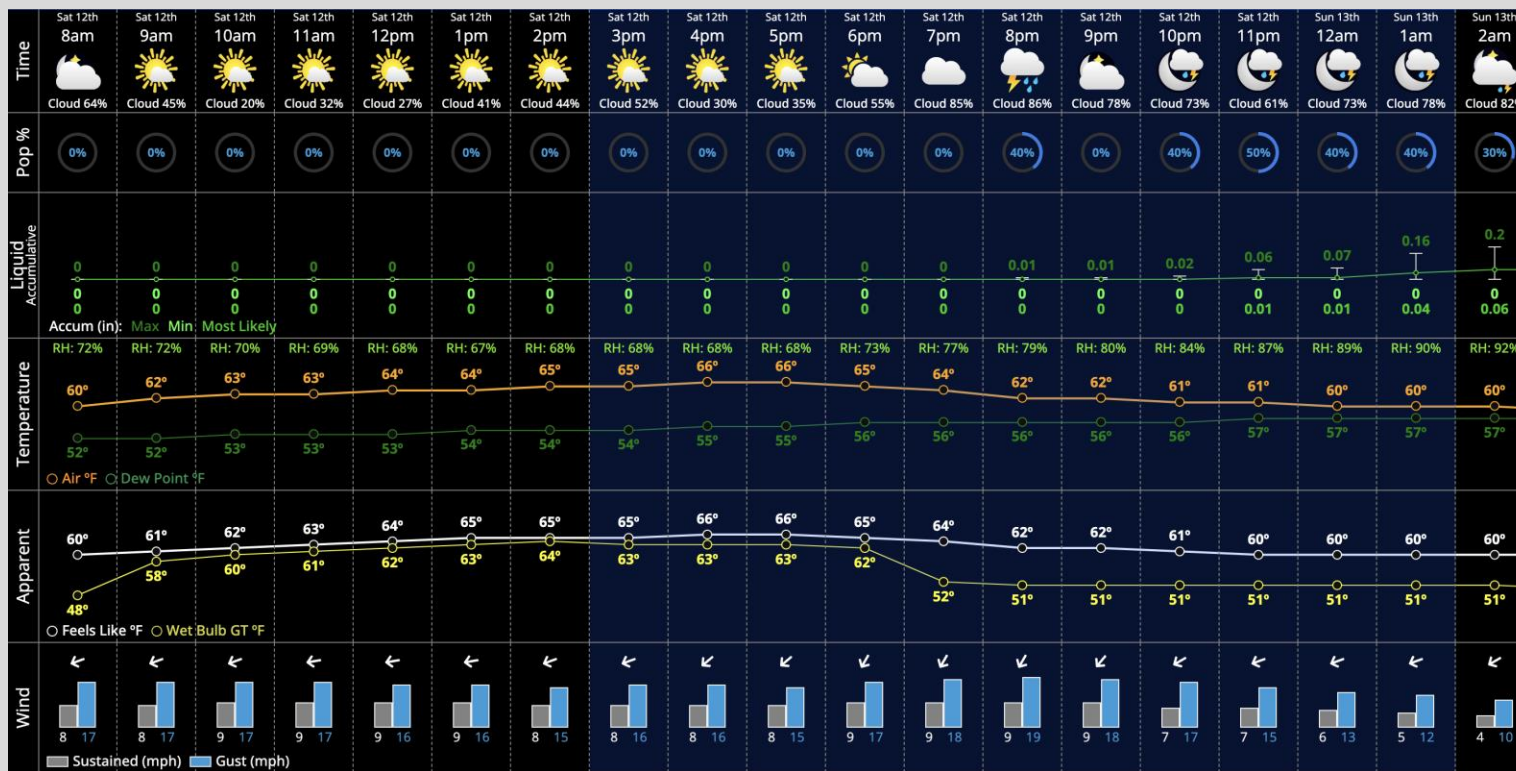 Time
Sat 12th Sat 12th Sat 12th Sat 12th Sat 12th Sat 12th Sat 12th Sat 12th Sat 12th Sat 12th Sat 12th Sat 12th Sat 12th Sat 12th Sat 12th Sat 12th Sun 13th Sun 13th Sun 13th
8am 9am 10am 11am 12pm 1pm 2pm 3pm 4pm 5pm 6pm 7pm 8pm 9pm 10pm 11pm 12am 1am 2am
Cloud 64% Cloud 45% Cloud 20% Cloud 32% Cloud 27% Cloud 41% Cloud 44% Cloud 52% Cloud 30% Cloud 35% Cloud 55% Cloud 85% Cloud 86% Cloud 78% Cloud 73% Cloud 61% Cloud 73% Cloud 78% Cloud 82%
Pop %
0% 0% 0% 0% 0% 0% 0% 0% 0% 0% 0% 0% 40% 0% 40% 50% 40% 40% 30%
Liquid
Accumulative
0 0 0 0 0 0 0 0 0 0 0 0 0.01 0.01 0.02 0.06 0.07 0.16 0.2
0 0 0 0 0 0 0 0 0 0 0 0 0 0 0 0 0 0 0
0 0 0 0 0 0 0 0 0 0 0 0 0 0 0 0.01 0.01 0.04 0.06
Accum (in): Max Min Most Likely
Temperature
RH: 72% RH: 72% RH: 70% RH: 69% RH: 68% RH: 67% RH: 68% RH: 68% RH: 68% RH: 68% RH: 73% RH: 77% RH: 79% RH: 80% RH: 84% RH: 87% RH: 89% RH: 90% RH: 92%
60° 62° 63° 63° 64° 64° 65° 65° 66° 66° 65° 64° 62° 62° 61° 61° 60° 60° 60°
52° 52° 53° 53° 53° 54° 54° 54° 55° 55° 56° 56° 56° 56° 56° 57° 57° 57° 57°
Air ºF Dew Point ºF
Apparent
60° 61° 62° 63° 64° 65° 65° 65° 66° 66° 65° 64° 62° 62° 61° 60° 60° 60° 60°
48° 58° 60° 61° 62° 63° 64° 63° 63° 63° 62° 52° 51° 51° 51° 51° 51° 51° 51°
Feels Like ºF Wet Bulb GT ºF
Wind
8 17 9 17 9 17 9 17 9 16 9 16 8 15 8 16 8 16 8 15 9 17 9 18 9 19 9 18 7 17 7 15 6 13 5 12 4 10
Sustained (mph) Gust (mph)